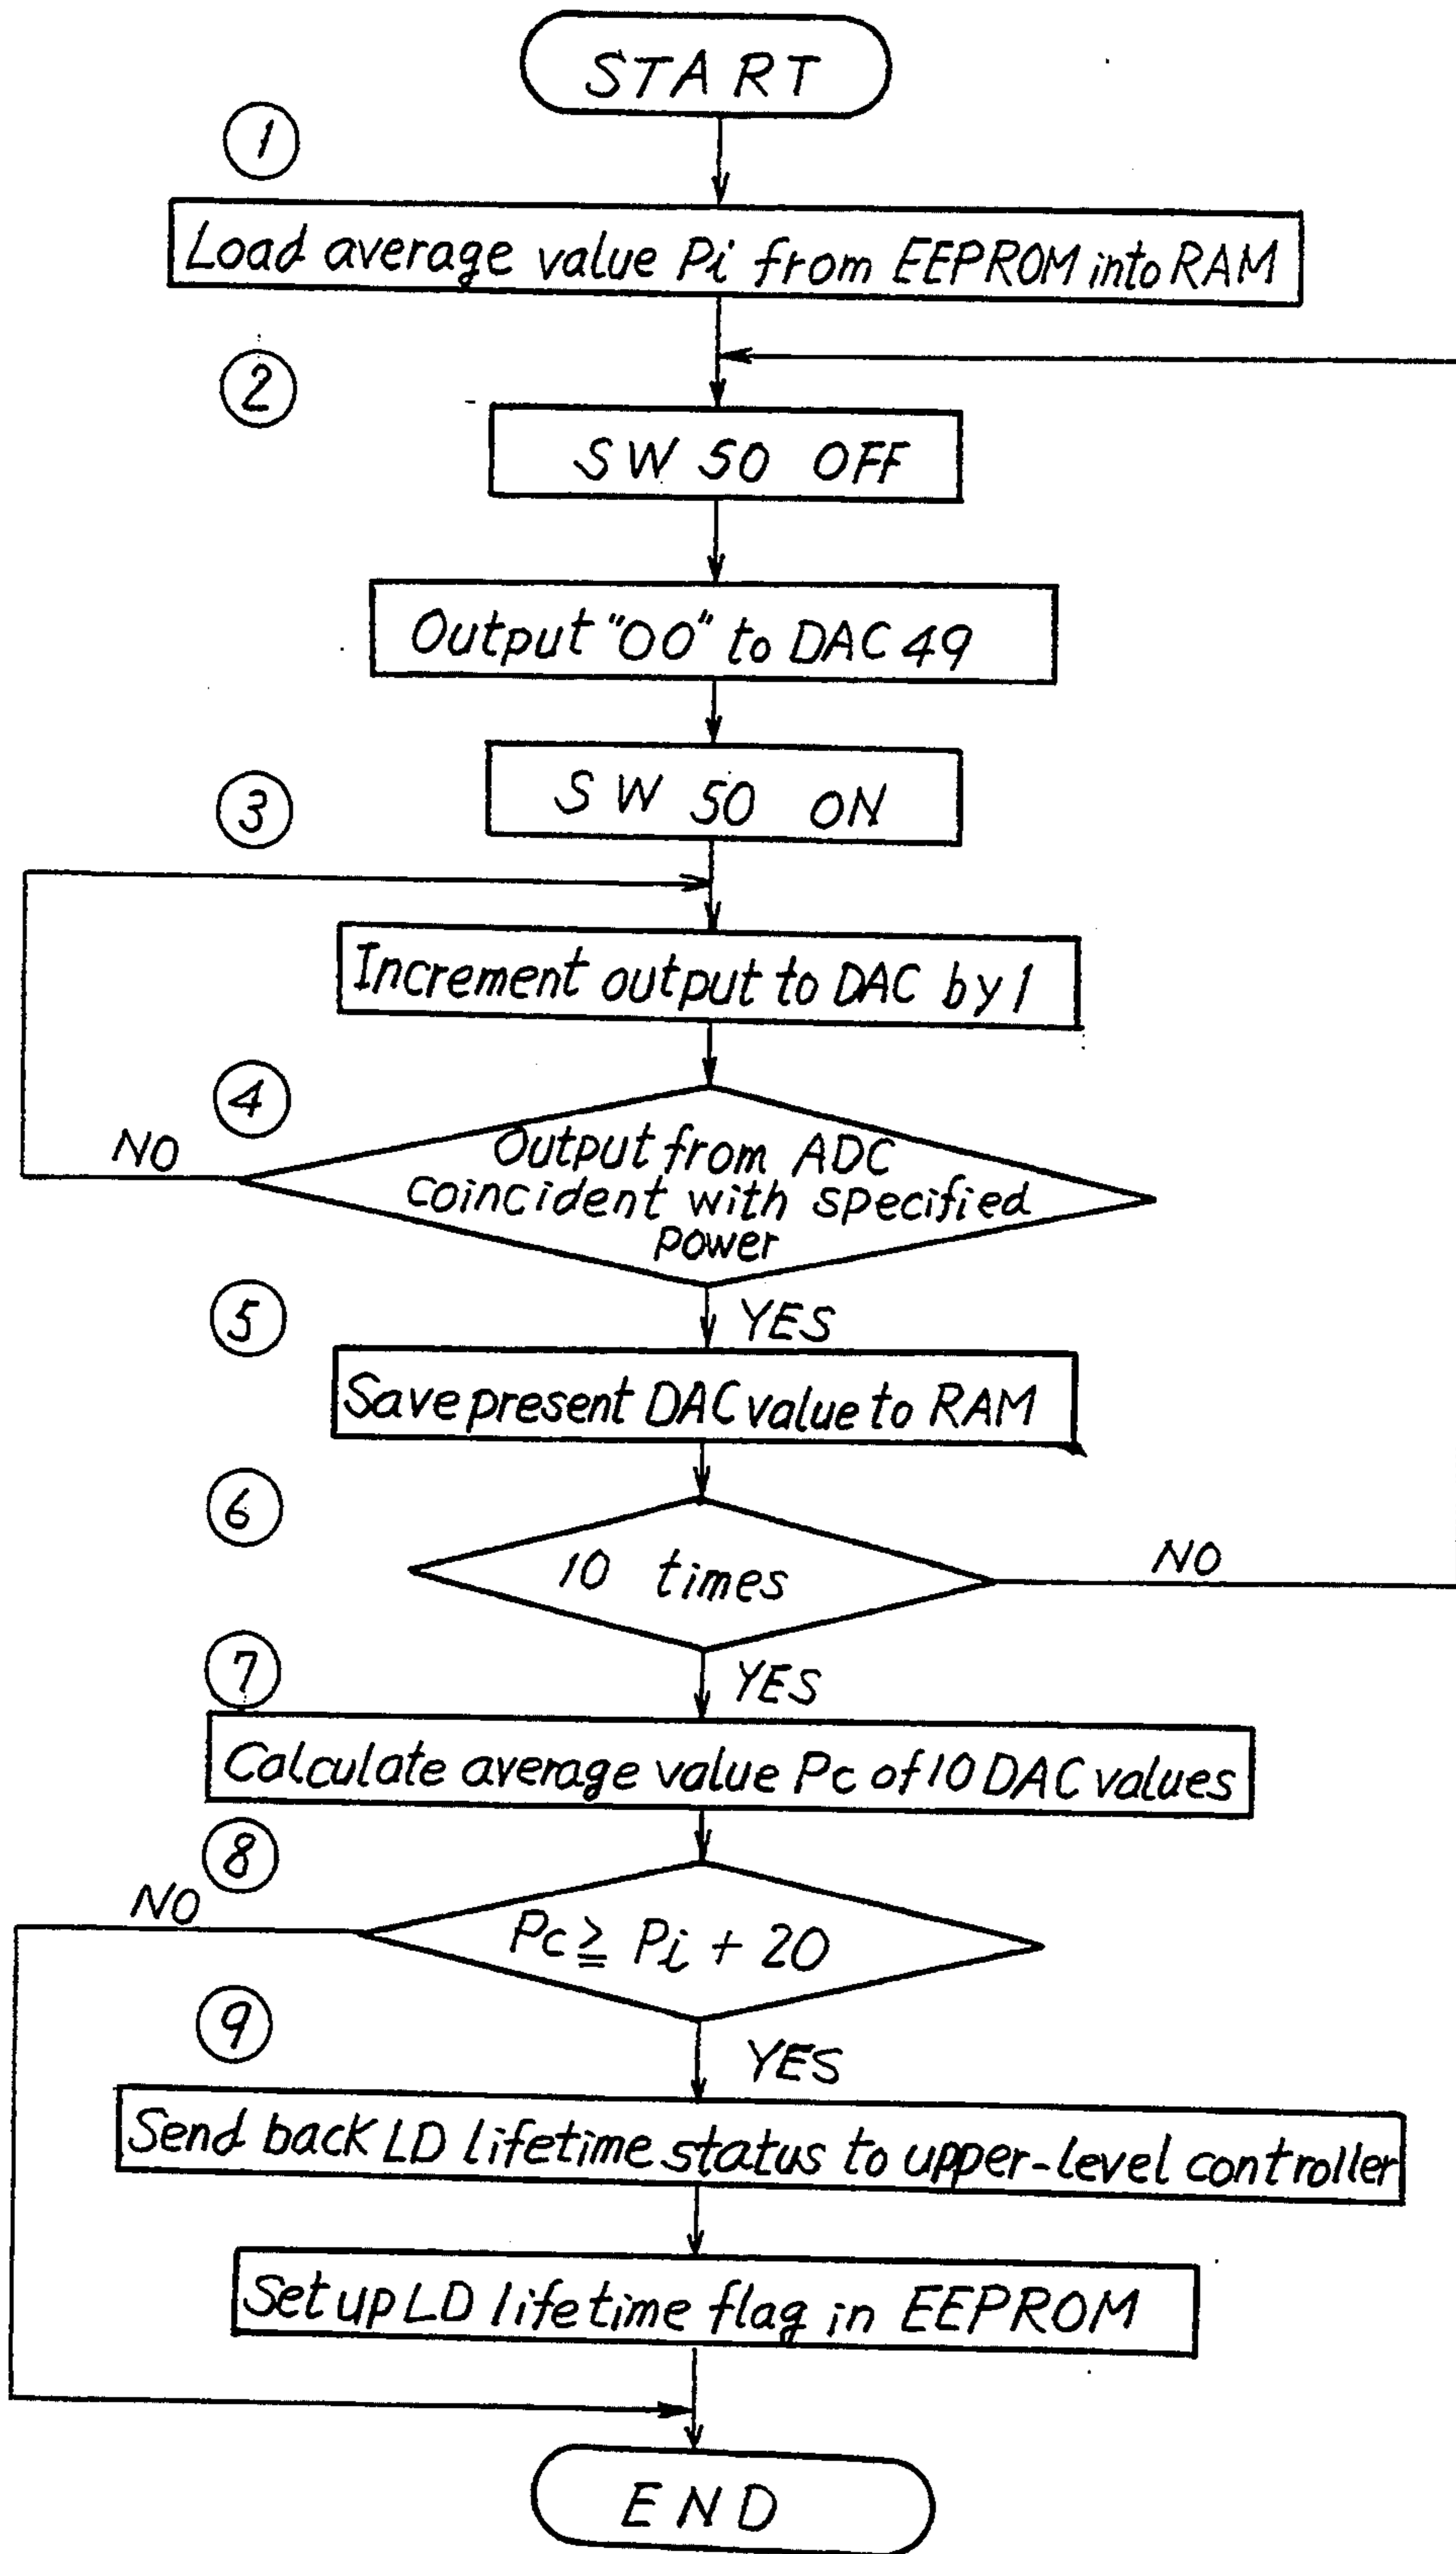 START
1
Load average value Pi from EEPROM into RAM
2
SW 50 OFF
Output "00" to DAC 49
SW 50 ON
3
Increment output to DAC by 1
4
NO
Output from ADC
coincident with specified
power
5
YES
Save present DAC value to RAM
6
10 times
NO
7
YES
Calculate average value Pc of 10 DAC values
8
NO
Pc ≧ Pi + 20
9
YES
Send back LD lifetime status to upper-level controller
Set up LD lifetime flag in EEPROM
END